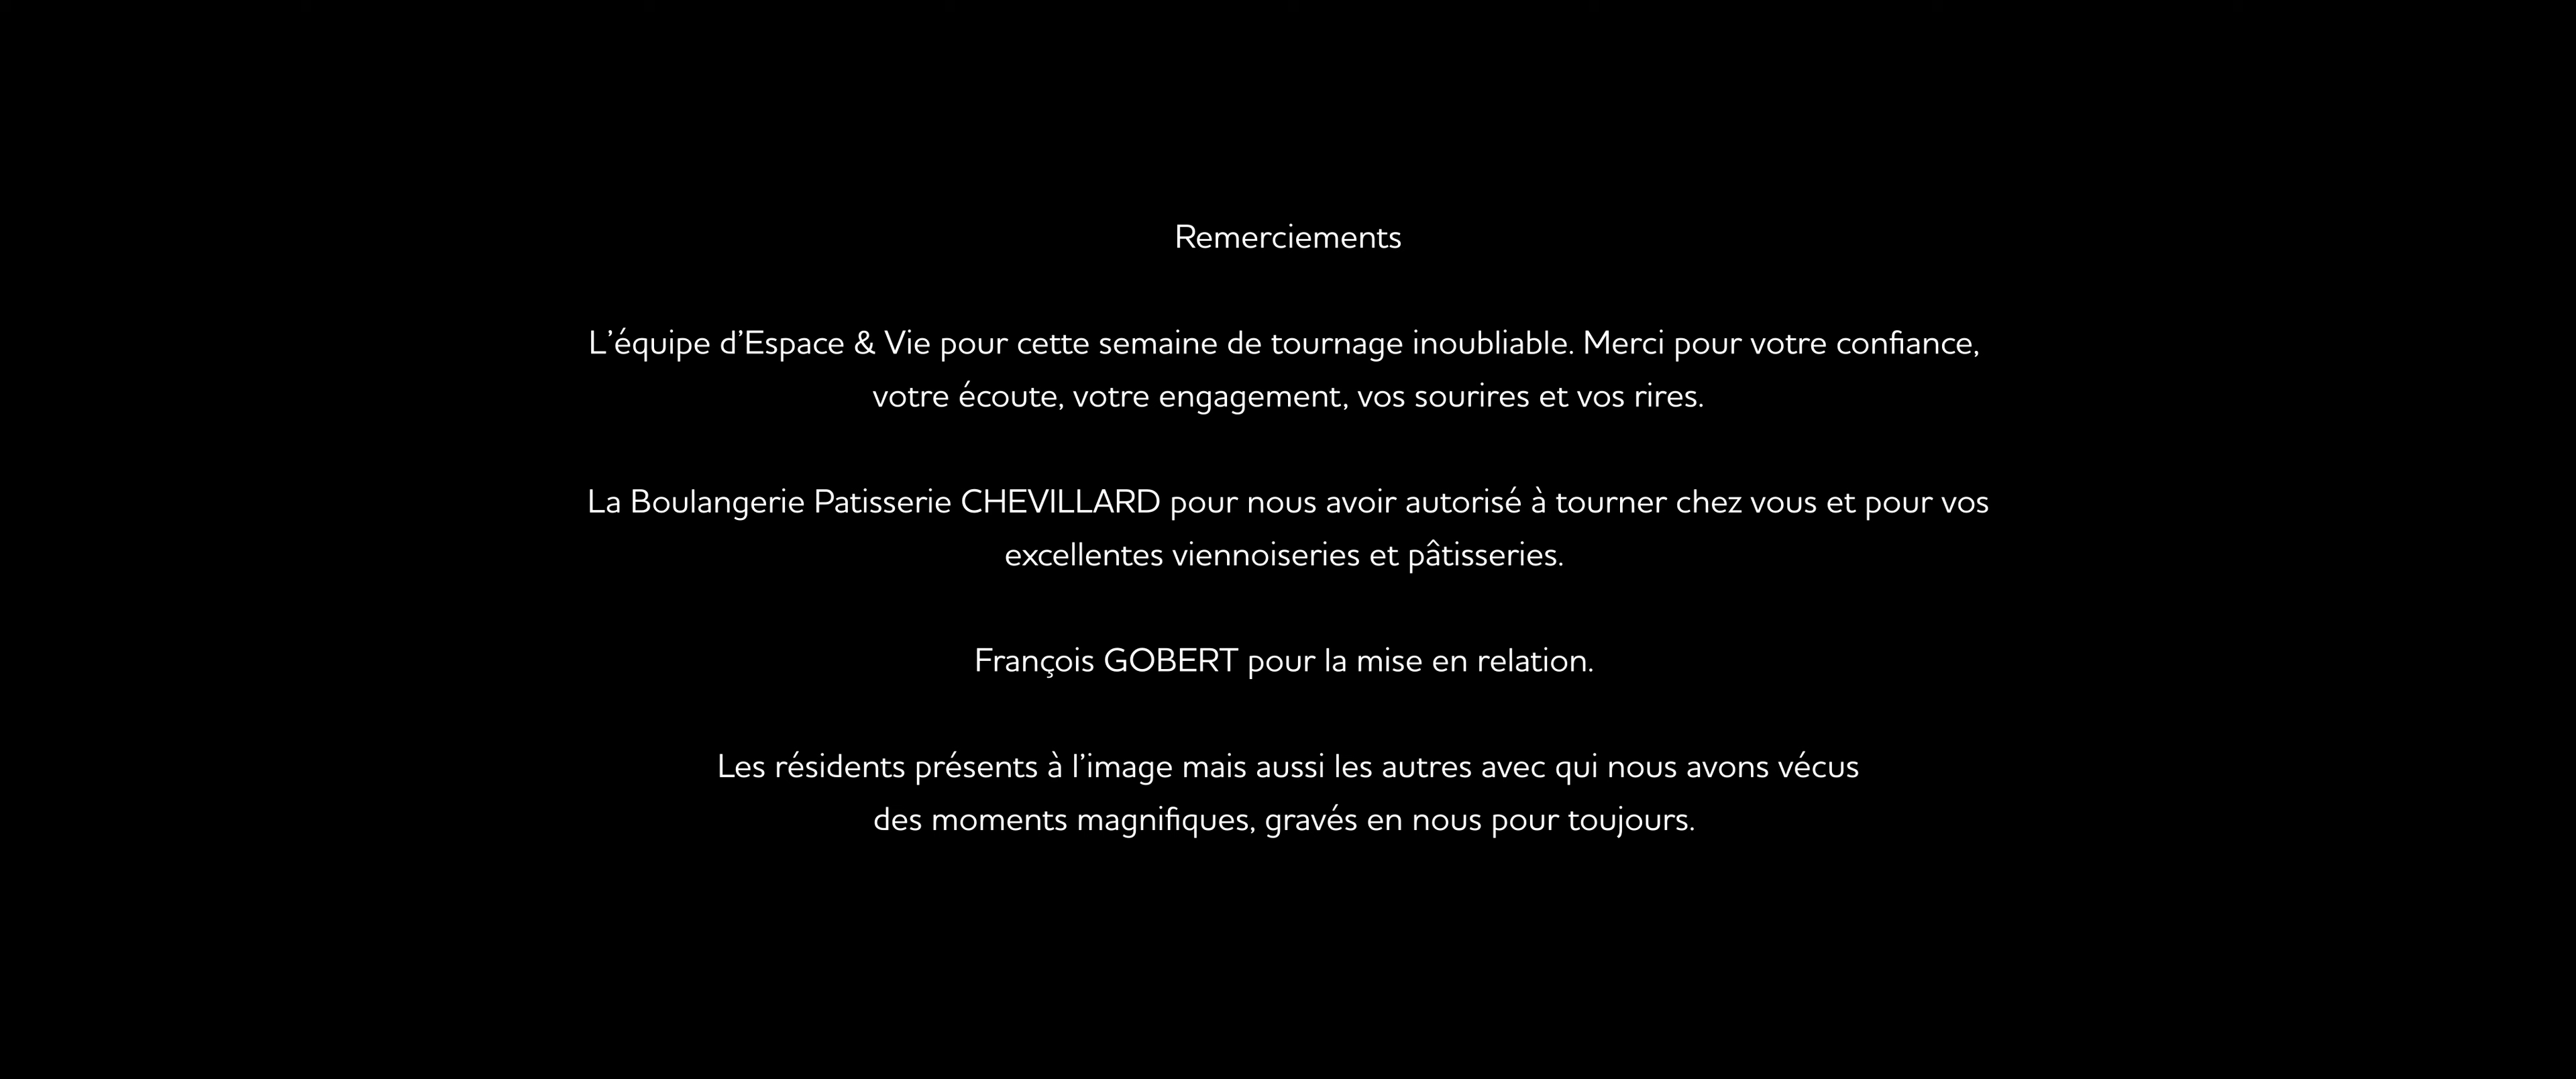 Remerciements
L’équipe d’Espace & Vie pour cette semaine de tournage inoubliable. Merci pour votre confiance,
votre écoute, votre engagement, vos sourires et vos rires.
La Boulangerie Patisserie CHEVILLARD pour nous avoir autorisé à tourner chez vous et pour vos
excellentes viennoiseries et pâtisseries.
François GOBERT pour la mise en relation.
Les résidents présents à l’image mais aussi les autres avec qui nous avons vécus
des moments magnifiques, gravés en nous pour toujours.